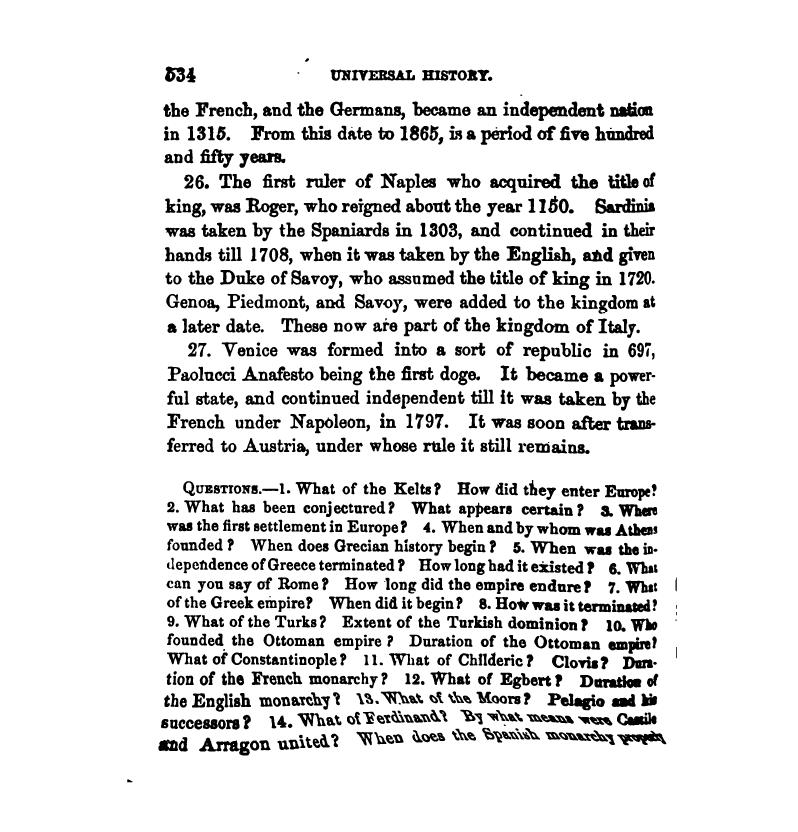 534 UNIVERSAL HISTORY.
the French, and the Germans, became an independent nation
in 1315. From this date to 1865, is a period of five hundred
and fifty years.
26. The first ruler of Naples who acquired the title of
king, was Roger, who reigned about the year 1150. Sardinia
was taken by the Spaniards in 1303, and continued in their
hands till 1708, when it was taken by the English, and given
to the Duke of Savoy, who assumed the title of king in 1720.
Genoa, Piedmont, and Savoy, were added to the kingdom at
a later date. These now are part of the kingdom of Italy.
27. Venice was formed into a sort of republic in 697,
Paolucci Anafesto being the first doge. It became a power-
ful state, and continued independent till it was taken by the
French under Napoleon, in 1797. It was soon after trans-
ferred to Austria, under whose rule it still remains.
QUESTIONS.—1. What of the Kelts? How did they enter Europe?
2. What has been conjectured? What appears certain? 3. Where
was the first settlement in Europe? 4. When and by whom was Athens
founded? When does Grecian history begin? 5. When was the in-
dependence of Greece terminated? How long had it existed? 6. What
can you say of Rome? How long did the empire endure? 7. What
of the Greek empire? When did it begin? 8. How was it terminated?
9. What of the Turks? Extent of the Turkish dominion? 10. Who
founded the Ottoman empire? Duration of the Ottoman empire?
What of Constantinople? 11. What of Childeric? Clovis? Dura-
tion of the French monarchy? 12. What of Egbert? Duration of
the English monarchy? 13. What of the Moors? Pelagio and his
successors? 14. What of Ferdinand? By what means were Castile
and Arragon united? When does the Spanish monarchy properly